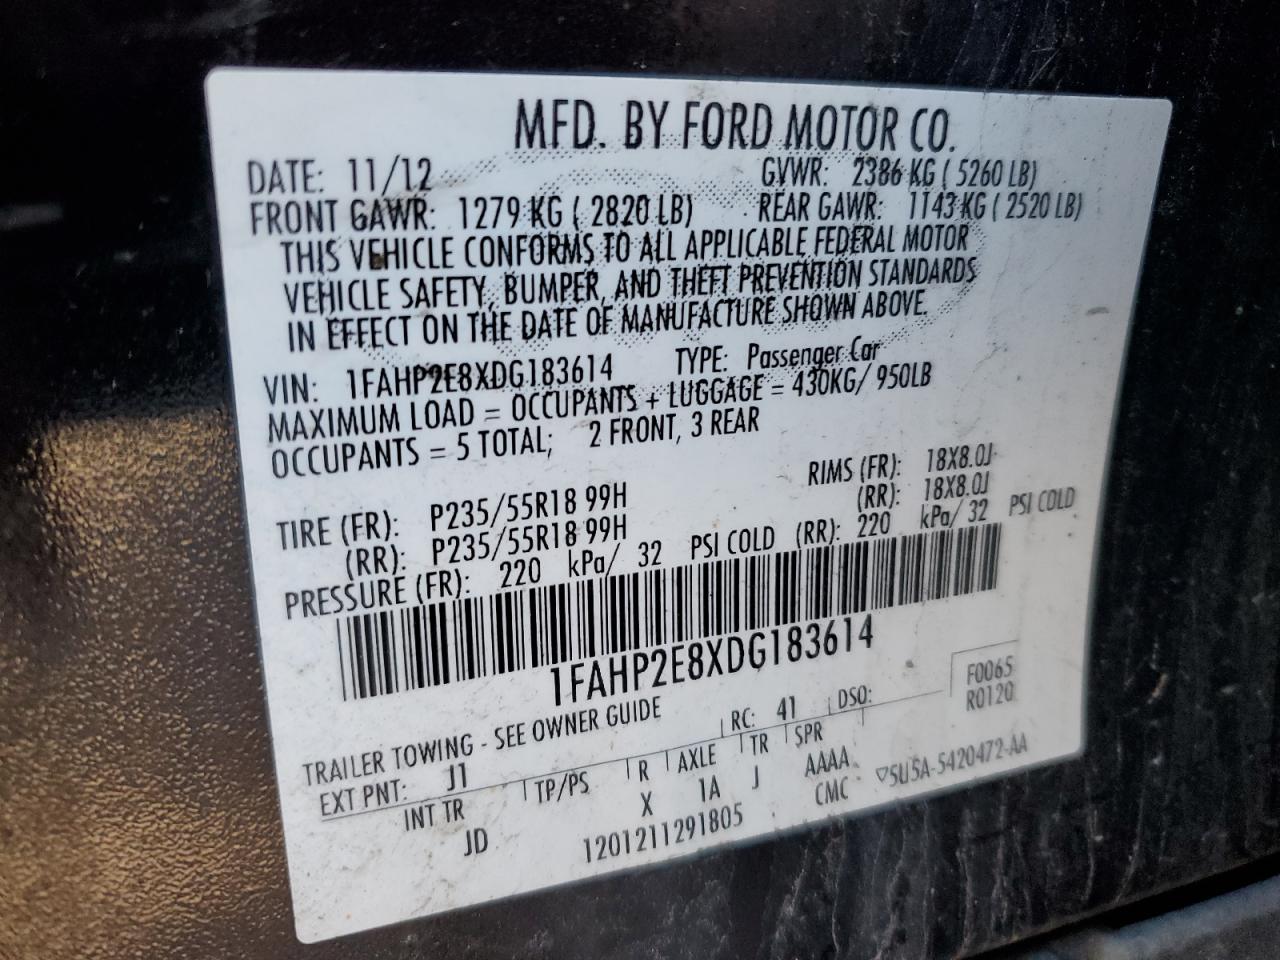 MFD. BY FORD MOTOR CO.
DATE: 11/12 GVWR: 2386 KG ( 5260 LB)
FRONT GAWR: 1279 KG ( 2820 LB) REAR GAWR: 1143 KG ( 2520 LB)
THIS VEHICLE CONFORMS TO ALL APPLICABLE FEDERAL MOTOR
VEHICLE SAFETY, BUMPER, AND THEFT PREVENTION STANDARDS
IN EFFECT ON THE DATE OF MANUFACTURE SHOWN ABOVE.
VIN: 1FAHP2E8XDG183614 TYPE: Passenger Car
MAXIMUM LOAD = OCCUPANTS + LUGGAGE = 430KG/ 950LB
OCCUPANTS = 5 TOTAL; 2 FRONT, 3 REAR
TIRE (FR): P235/55R18 99H RIMS (FR): 18X8.0J
(RR): P235/55R18 99H (RR): 18X8.0J
PRESSURE (FR): 220 kPa/ 32 PSI COLD (RR): 220 kPa/ 32 PSI COLD
1FAHP2E8XDG183614
TRAILER TOWING - SEE OWNER GUIDE
F0065
EXT PNT: J1 RC: 41 DSO: R0120
INT TR TP/PS R AXLE TR SPR
JD X 1A J AAAA
1201211291805 CMC ▽5U5A-5420472-AA